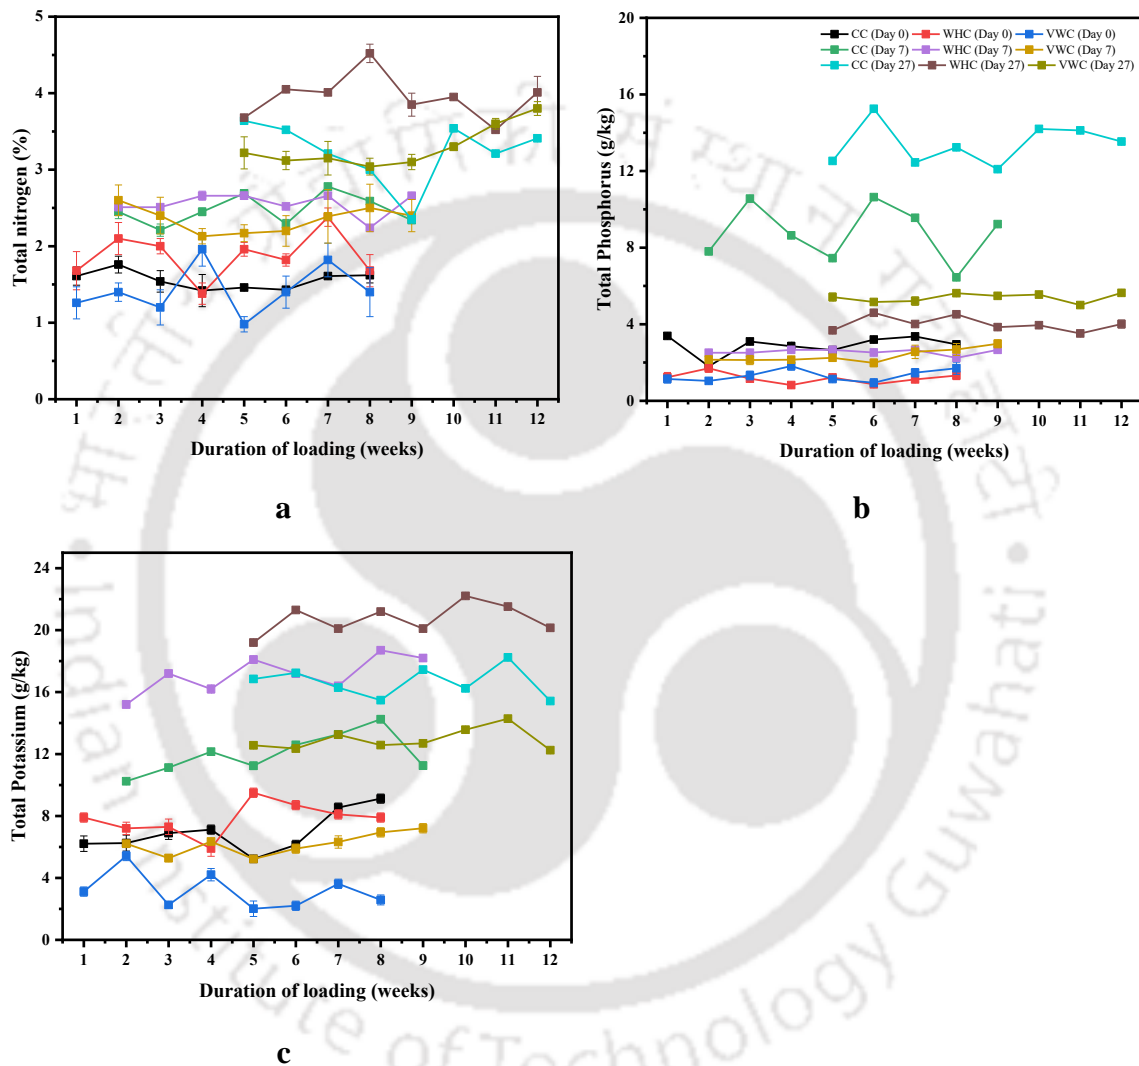 5
4
3
2
1
0
Total nitrogen (%)
1 2 3 4 5 6 7 8 9 10 11 12
Duration of loading (weeks)
a
20
16
12
8
4
0
Total Phosphorus (g/kg)
CC (Day 0) WHC (Day 0) VWC (Day 0)
CC (Day 7) WHC (Day 7) VWC (Day 7)
CC (Day 27) WHC (Day 27) VWC (Day 27)
1 2 3 4 5 6 7 8 9 10 11 12
Duration of loading (weeks)
b
24
20
16
12
8
4
0
Total Potassium (g/kg)
1 2 3 4 5 6 7 8 9 10 11 12
Duration of loading (weeks)
c
Indian Institute of Technology Guwahati